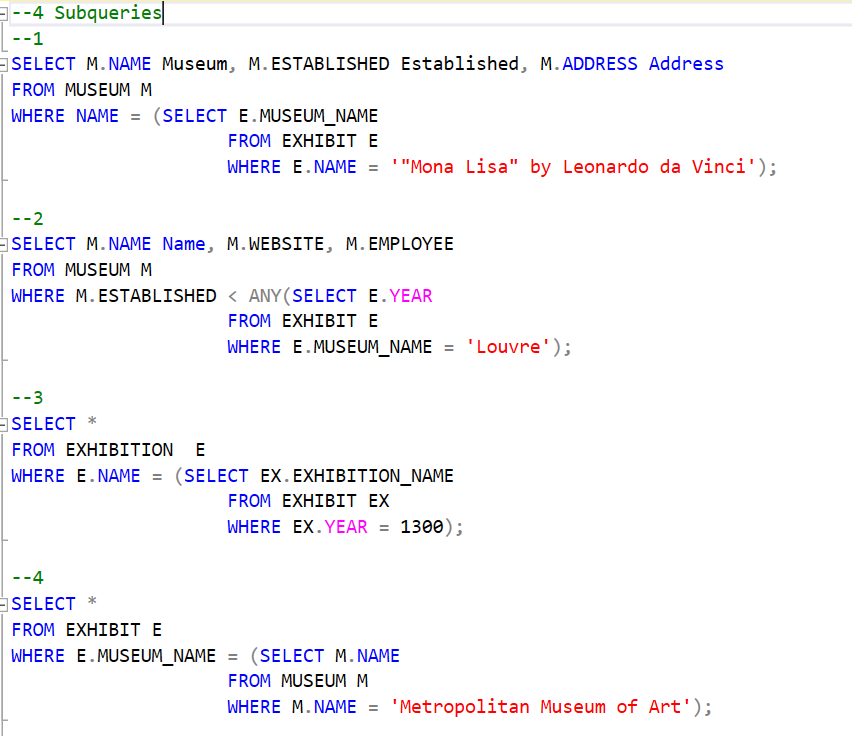 --4 Subqueries
--1
SELECT M.NAME Museum, M.ESTABLISHED Established, M.ADDRESS Address
FROM MUSEUM M
WHERE NAME = (SELECT E.MUSEUM_NAME
FROM EXHIBIT E
WHERE E.NAME = '"Mona Lisa" by Leonardo da Vinci');
--2
SELECT M.NAME Name, M.WEBSITE, M.EMPLOYEE
FROM MUSEUM M
WHERE M.ESTABLISHED < ANY(SELECT E.YEAR
FROM EXHIBIT E
WHERE E.MUSEUM_NAME = 'Louvre');
--3
SELECT *
FROM EXHIBITION  E
WHERE E.NAME = (SELECT EX.EXHIBITION_NAME
FROM EXHIBIT EX
WHERE EX.YEAR = 1300);
--4
SELECT *
FROM EXHIBIT E
WHERE E.MUSEUM_NAME = (SELECT M.NAME
FROM MUSEUM M
WHERE M.NAME = 'Metropolitan Museum of Art');